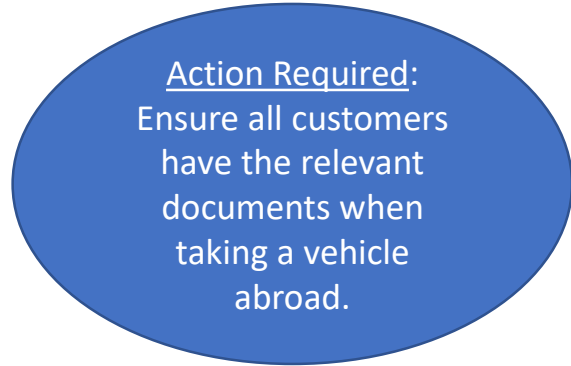 Action Required:
Ensure all customers
have the relevant
documents when
taking a vehicle
abroad.